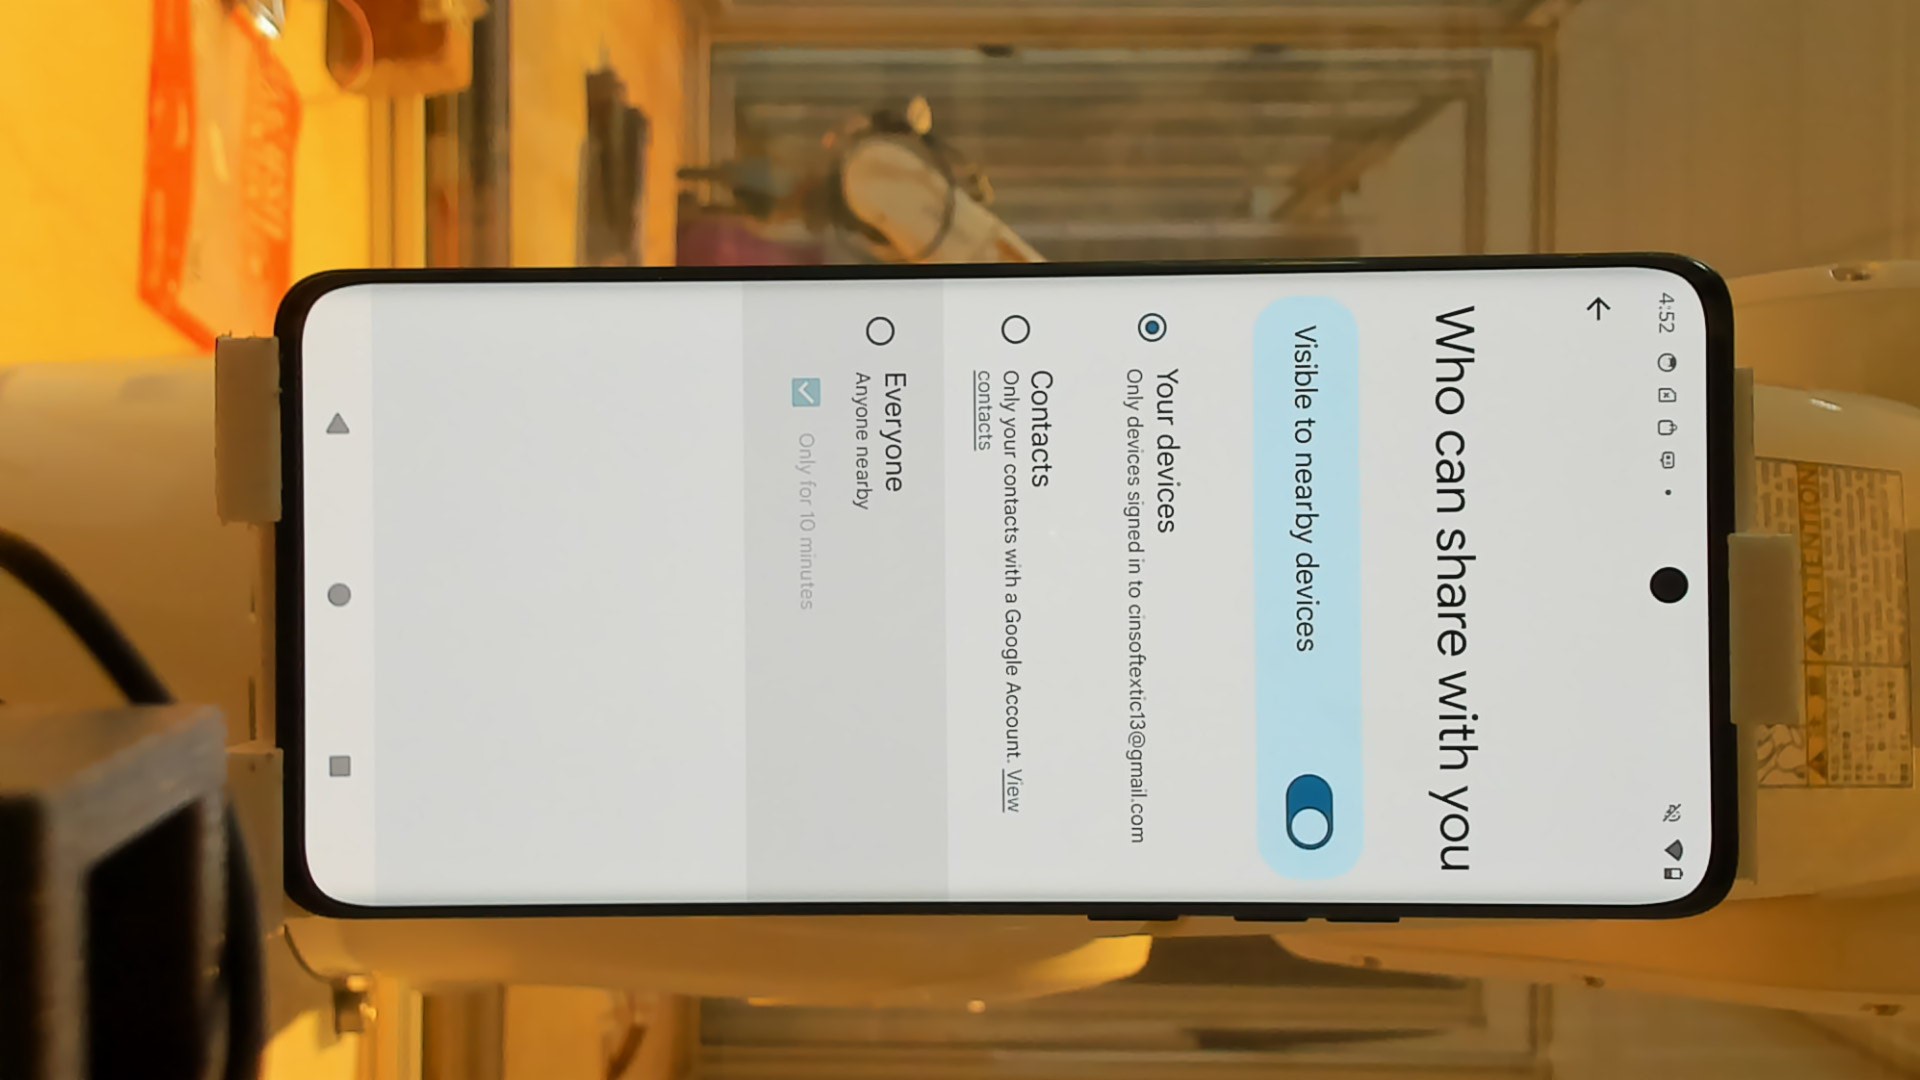 4:52
Who can share with you
Visible to nearby devices
Your devices
Only devices signed in to cinsoftextic13@gmail.com
Contacts
Only your contacts with a Google Account. View
contacts
Everyone
Anyone nearby
Only for 10 minutes